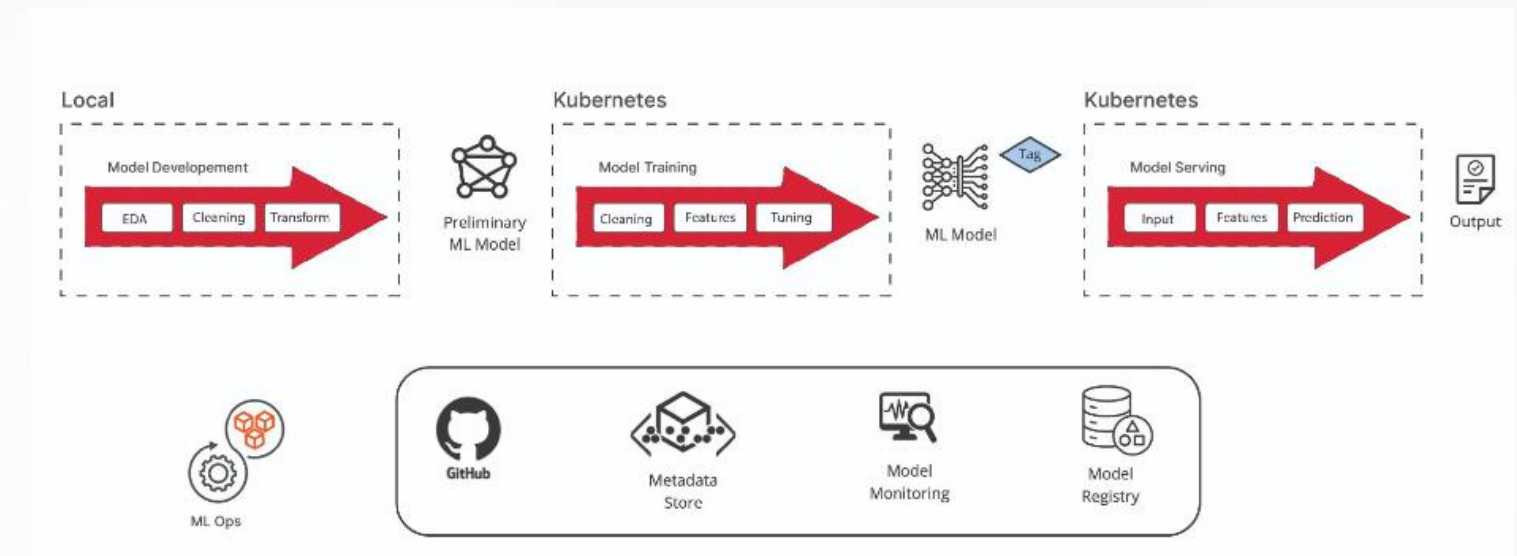 Local
Kubernetes
Kubernetes
Model Developement
EDA
Cleaning
Transform
Preliminary
ML Model
Model Training
Cleaning
Features
Tuning
Tag
ML Model
Model Serving
Input
Features
Prediction
Output
ML Ops
GitHub
Metadata
Store
Model
Monitoring
Model
Registry